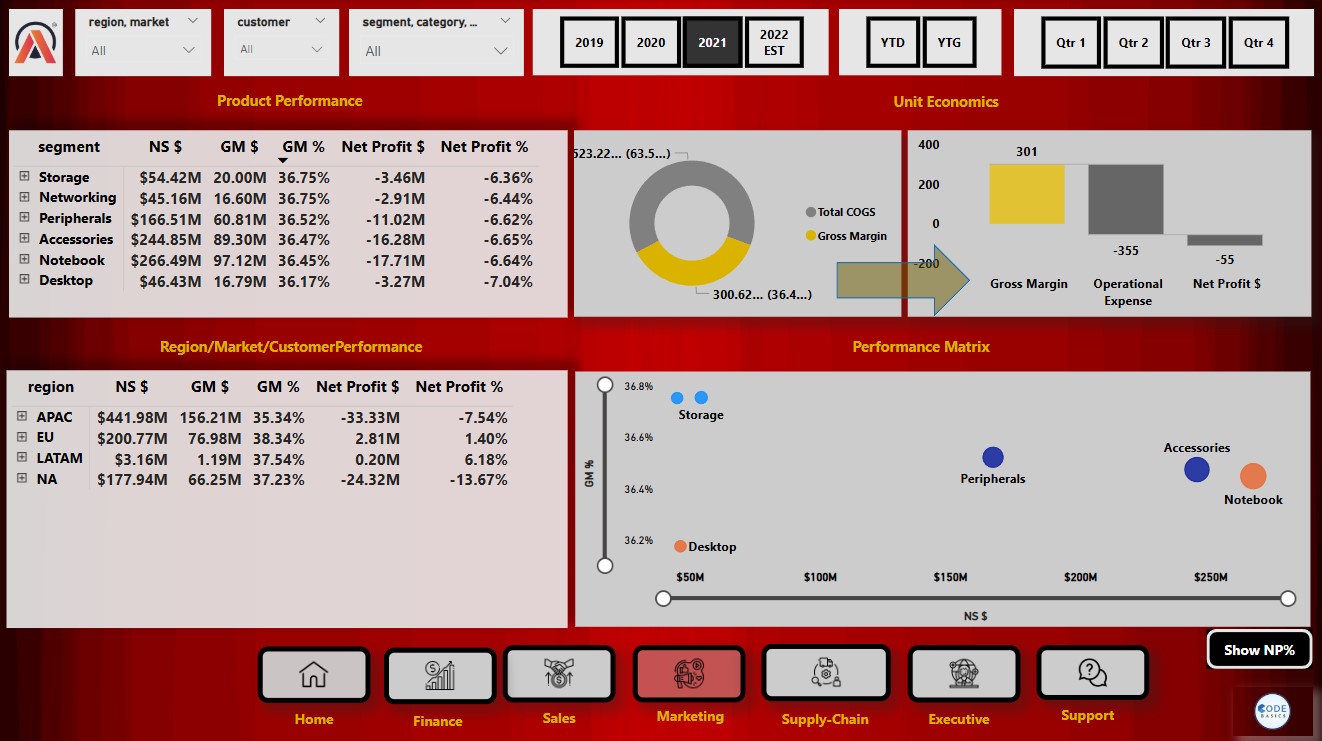 region, market
All
customer
All
segment, category, ...
All
2019
2020
2021
2022
EST
YTD
YTG
Qtr 1
Qtr 2
Qtr 3
Qtr 4
Product Performance
Unit Economics
segment NS $ GM $ GM % Net Profit $ Net Profit %
Storage $54.42M 20.00M 36.75% -3.46M -6.36%
Networking $45.16M 16.60M 36.75% -2.91M -6.44%
Peripherals $166.51M 60.81M 36.52% -11.02M -6.62%
Accessories $244.85M 89.30M 36.47% -16.28M -6.65%
Notebook $266.49M 97.12M 36.45% -17.71M -6.64%
Desktop $46.43M 16.79M 36.17% -3.27M -7.04%
523.22... (63.5...)
Total COGS
Gross Margin
300.62... (36.4...)
400
200
0
-200
301
-355
-55
Gross Margin
Operational
Expense
Net Profit $
Region/Market/CustomerPerformance
Performance Matrix
region NS $ GM $ GM % Net Profit $ Net Profit %
APAC $441.98M 156.21M 35.34% -33.33M -7.54%
EU $200.77M 76.98M 38.34% 2.81M 1.40%
LATAM $3.16M 1.19M 37.54% 0.20M 6.18%
NA $177.94M 66.25M 37.23% -24.32M -13.67%
GM %
36.8%
36.6%
36.4%
36.2%
Storage
Peripherals
Accessories
Notebook
Desktop
$50M
$100M
$150M
$200M
$250M
NS $
Show NP%
Home
Finance
Sales
Marketing
Supply-Chain
Executive
Support
CODE
BASICS